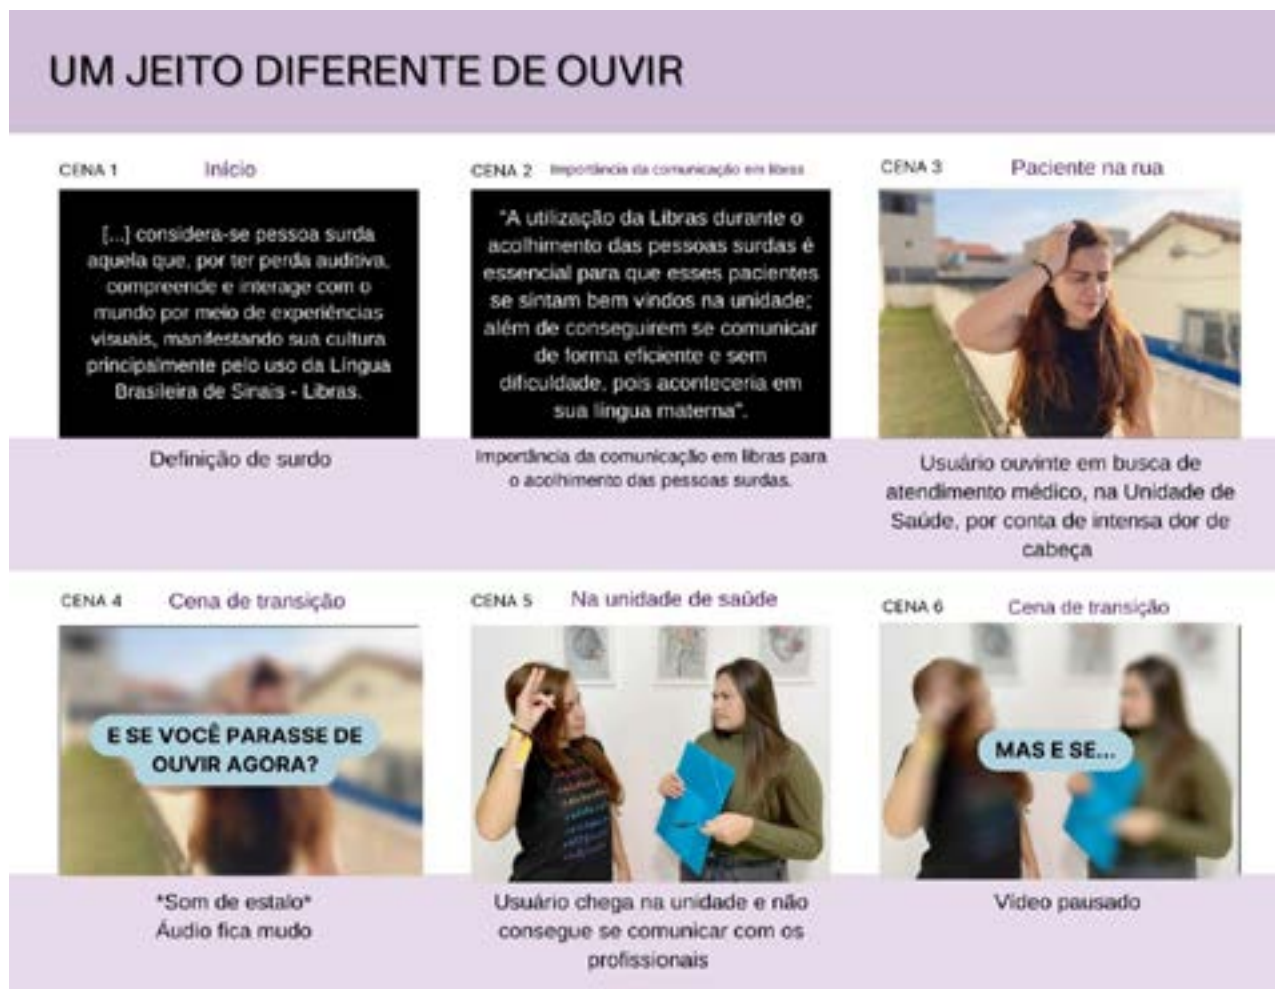 UM JEITO DIFERENTE DE OUVIR
CENA 1 Início
[...] considera-se pessoa surda
aquela que, por ter perda auditiva,
compreende e interage com o
mundo por meio de experiências
visuais, manifestando sua cultura
principalmente pelo uso da Língua
Brasileira de Sinais - Libras.
Definição de surdo
CENA 2 Importância da comunicação em libras
"A utilização da Libras durante o
acolhimento das pessoas surdas é
essencial para que esses pacientes
se sintam bem vindos na unidade;
além de conseguirem se comunicar
de forma eficiente e sem
dificuldade, pois aconteceria em
sua língua materna".
Importância da comunicação em libras para
o acolhimento das pessoas surdas.
CENA 3 Paciente na rua
Usuário ouvinte em busca de
atendimento médico, na Unidade de
Saúde, por conta de intensa dor de
cabeça
CENA 4 Cena de transição
E SE VOCÊ PARASSE DE
OUVIR AGORA?
*Som de estalo*
Áudio fica mudo
CENA 5 Na unidade de saúde
Usuário chega na unidade e não
consegue se comunicar com os
profissionais
CENA 6 Cena de transição
MAS E SE...
Vídeo pausado